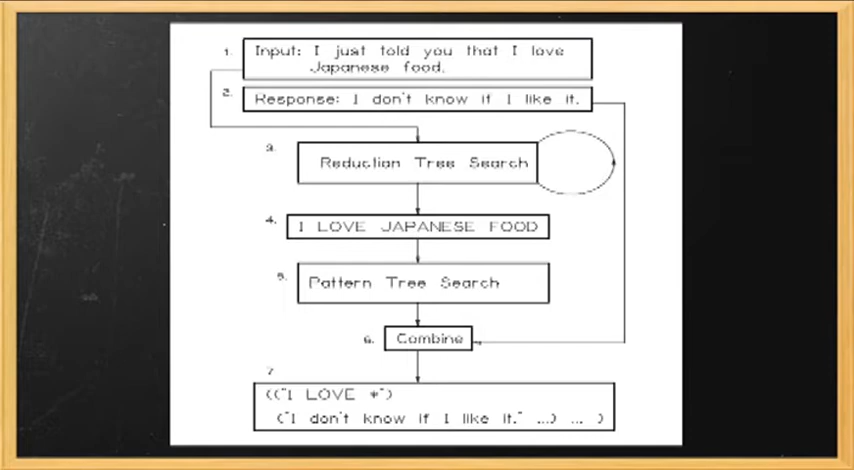 1.
Input: I just told you that I love
Japanese food.
2.
Response: I don't know if I like it.
3.
Reduction Tree Search
4.
I LOVE JAPANESE FOOD
5.
Pattern Tree Search
6.
Combine
7
(("I LOVE *")
("I don't know if I like it." ...) ... )